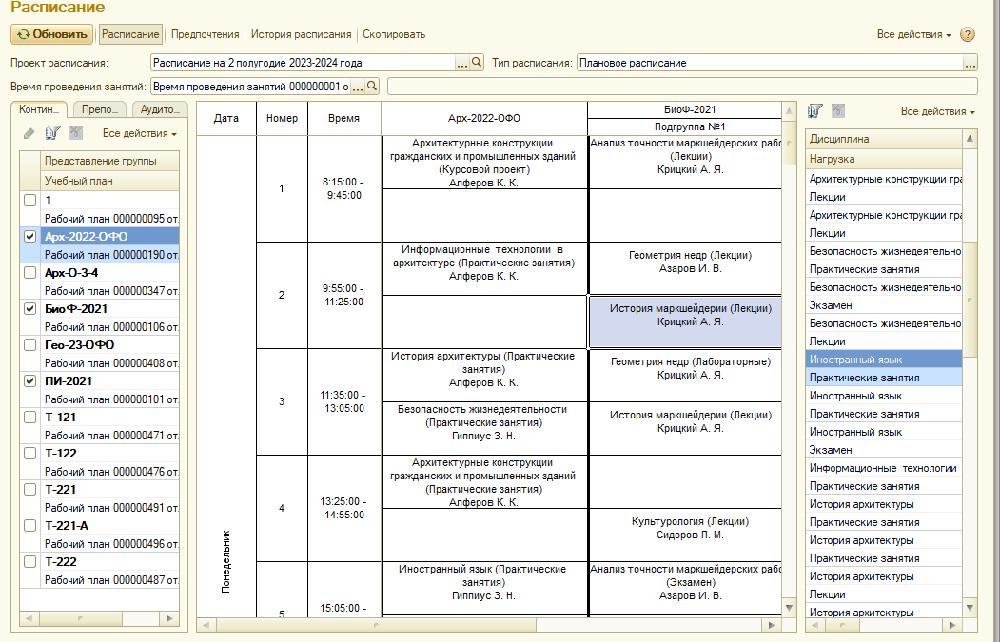 Расписание
Обновить Расписание Предпочтения История расписания Скопировать Все действия ?
Проект расписания: Расписание на 2 полугодие 2023-2024 года ... Тип расписания: Плановое расписание ...
Время проведения занятий: Время проведения занятий 000000001 о ...
Контин... Препо... Аудито...
Все действия
Представление группы
Учебный план
1
Рабочий план 000000095 от.
Арх-2022-ОФО
Рабочий план 000000190 от.
Арх-О-3-4
Рабочий план 000000347 от.
БиоФ-2021
Рабочий план 000000106 от.
Гео-23-ОФО
Рабочий план 000000408 от.
ПИ-2021
Рабочий план 000000101 от.
Т-121
Рабочий план 000000471 от.
Т-122
Рабочий план 000000476 от.
Т-221
Рабочий план 000000491 от.
Т-221-А
Рабочий план 000000496 от.
Т-222
Рабочий план 000000487 от.
Дата Номер Время Арх-2022-ОФО БиоФ-2021
Подгруппа №1
Понедельник
1
8:15:00 -
9:45:00
Архитектурные конструкции
гражданских и промышленных зданий
(Курсовой проект)
Алферов К. К.
Анализ точности маркшейдерских рабо
(Лекции)
Крицкий А. Я.
2
9:55:00 -
11:25:00
Информационные технологии в
архитектуре (Практические занятия)
Алферов К. К.
Геометрия недр (Лекции)
Азаров И. В.
История маркшейдерии (Лекции)
Крицкий А. Я.
3
11:35:00 -
13:05:00
История архитектуры (Практические
занятия)
Алферов К. К.
Геометрия недр (Лабораторные)
Крицкий А. Я.
Безопасность жизнедеятельности
(Практические занятия)
Гиппиус З. Н.
История маркшейдерии (Лекции)
Крицкий А. Я.
4
13:25:00 -
14:55:00
Архитектурные конструкции
гражданских и промышленных зданий
(Практические занятия)
Алферов К. К.
Культурология (Лекции)
Сидоров П. М.
5
15:05:00 -
Иностранный язык (Практические
занятия)
Гиппиус З. Н.
Анализ точности маркшейдерских рабо
(Экзамен)
Азаров И. В.
Все действия
Дисциплина
Нагрузка
Архитектурные конструкции гра
Лекции
Архитектурные конструкции гра
Лекции
Безопасность жизнедеятельно
Практические занятия
Безопасность жизнедеятельно
Экзамен
Безопасность жизнедеятельно
Лекции
Иностранный язык
Практические занятия
Иностранный язык
Практические занятия
Иностранный язык
Экзамен
Информационные технологии
Практические занятия
История архитектуры
Практические занятия
История архитектуры
Практические занятия
История архитектуры
Лекции
История архитектуры